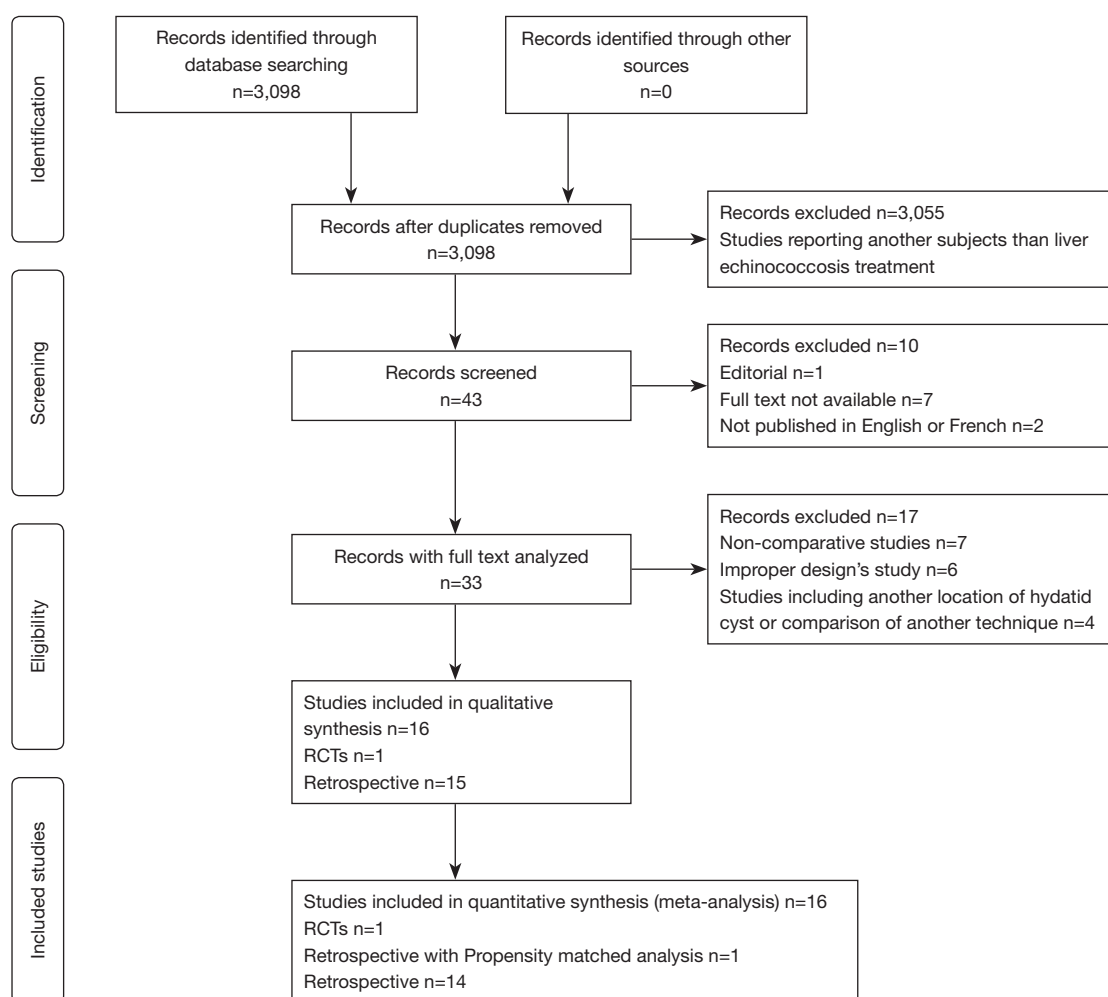 Identification
Records identified through
database searching
n=3,098
Records identified through other
sources
n=0
Records after duplicates removed
n=3,098
Records excluded n=3,055
Studies reporting another subjects than liver
echinococcosis treatment
Screening
Records screened
n=43
Records excluded n=10
Editorial n=1
Full text not available n=7
Not published in English or French n=2
Eligibility
Records with full text analyzed
n=33
Records excluded n=17
Non-comparative studies n=7
Improper design’s study n=6
Studies including another location of hydatid
cyst or comparison of another technique n=4
Studies included in qualitative
synthesis n=16
RCTs n=1
Retrospective n=15
Included studies
Studies included in quantitative synthesis (meta-analysis) n=16
RCTs n=1
Retrospective with Propensity matched analysis n=1
Retrospective n=14